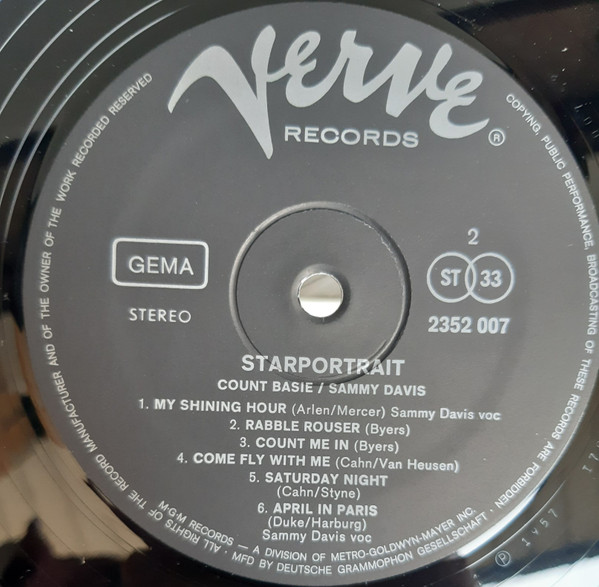 Verve
RECORDS ®
GEMA
STEREO
2
ST 33
2352 007
STARPORTRAIT
COUNT BASIE / SAMMY DAVIS
1. MY SHINING HOUR (Arlen/Mercer) Sammy Davis voc
2. RABBLE ROUSER (Byers)
3. COUNT ME IN (Byers)
4. COME FLY WITH ME (Cahn/Van Heusen)
5. SATURDAY NIGHT
(Cahn/Styne)
6. APRIL IN PARIS
(Duke/Harburg)
Sammy Davis voc
M·G·M RECORDS — A DIVISION OF METRO-GOLDWYN-MAYER INC.
ALL RIGHTS OF THE RECORD MANUFACTURER AND OF THE OWNER OF THE WORK RECORDED RESERVED
COPYING, PUBLIC PERFORMANCE, BROADCASTING OF THESE RECORDS ARE FORBIDDEN
· MFD BY DEUTSCHE GRAMMOPHON GESELLSCHAFT ·
℗ 1457